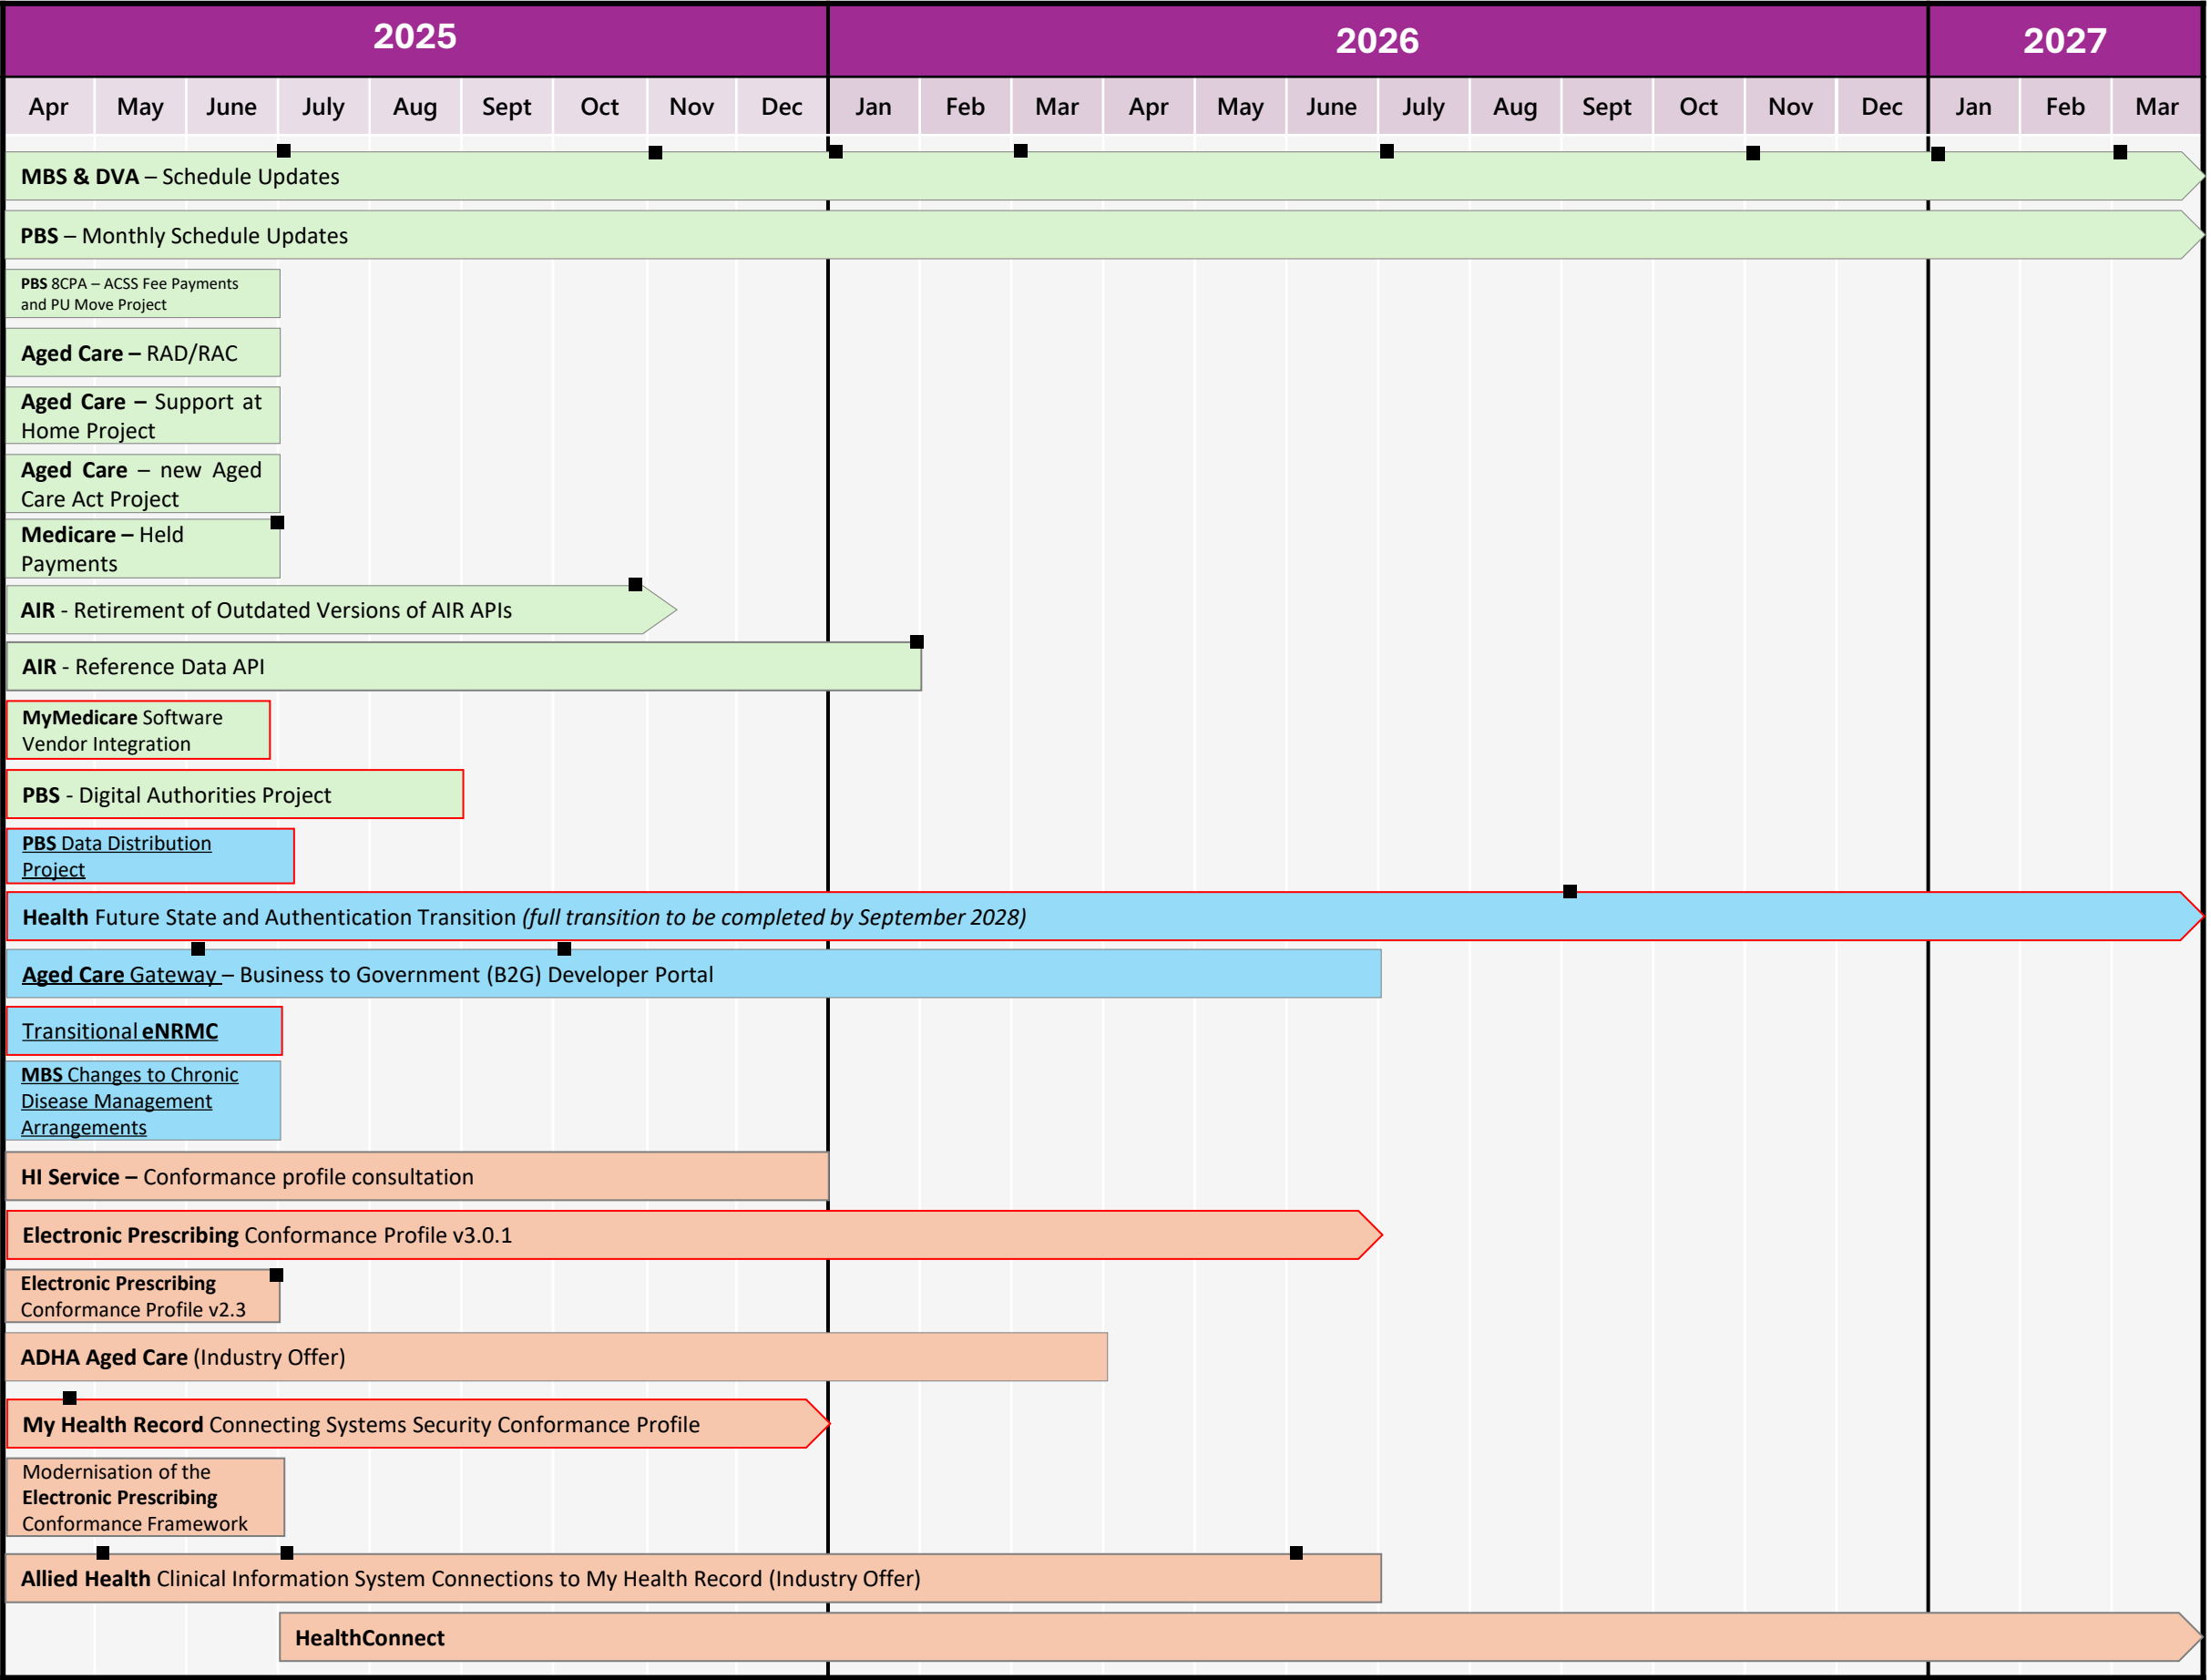 2025
2026
2027
Apr May June July Aug Sept Oct Nov Dec Jan Feb Mar Apr May June July Aug Sept Oct Nov Dec Jan Feb Mar
MBS & DVA – Schedule Updates
PBS – Monthly Schedule Updates
PBS 8CPA – ACSS Fee Payments
and PU Move Project
Aged Care – RAD/RAC
Aged Care – Support at
Home Project
Aged Care – new Aged
Care Act Project
Medicare – Held
Payments
AIR - Retirement of Outdated Versions of AIR APIs
AIR - Reference Data API
MyMedicare Software
Vendor Integration
PBS - Digital Authorities Project
PBS Data Distribution
Project
Health Future State and Authentication Transition (full transition to be completed by September 2028)
Aged Care Gateway – Business to Government (B2G) Developer Portal
Transitional eNRMC
MBS Changes to Chronic
Disease Management
Arrangements
HI Service – Conformance profile consultation
Electronic Prescribing Conformance Profile v3.0.1
Electronic Prescribing
Conformance Profile v2.3
ADHA Aged Care (Industry Offer)
My Health Record Connecting Systems Security Conformance Profile
Modernisation of the
Electronic Prescribing
Conformance Framework
Allied Health Clinical Information System Connections to My Health Record (Industry Offer)
HealthConnect